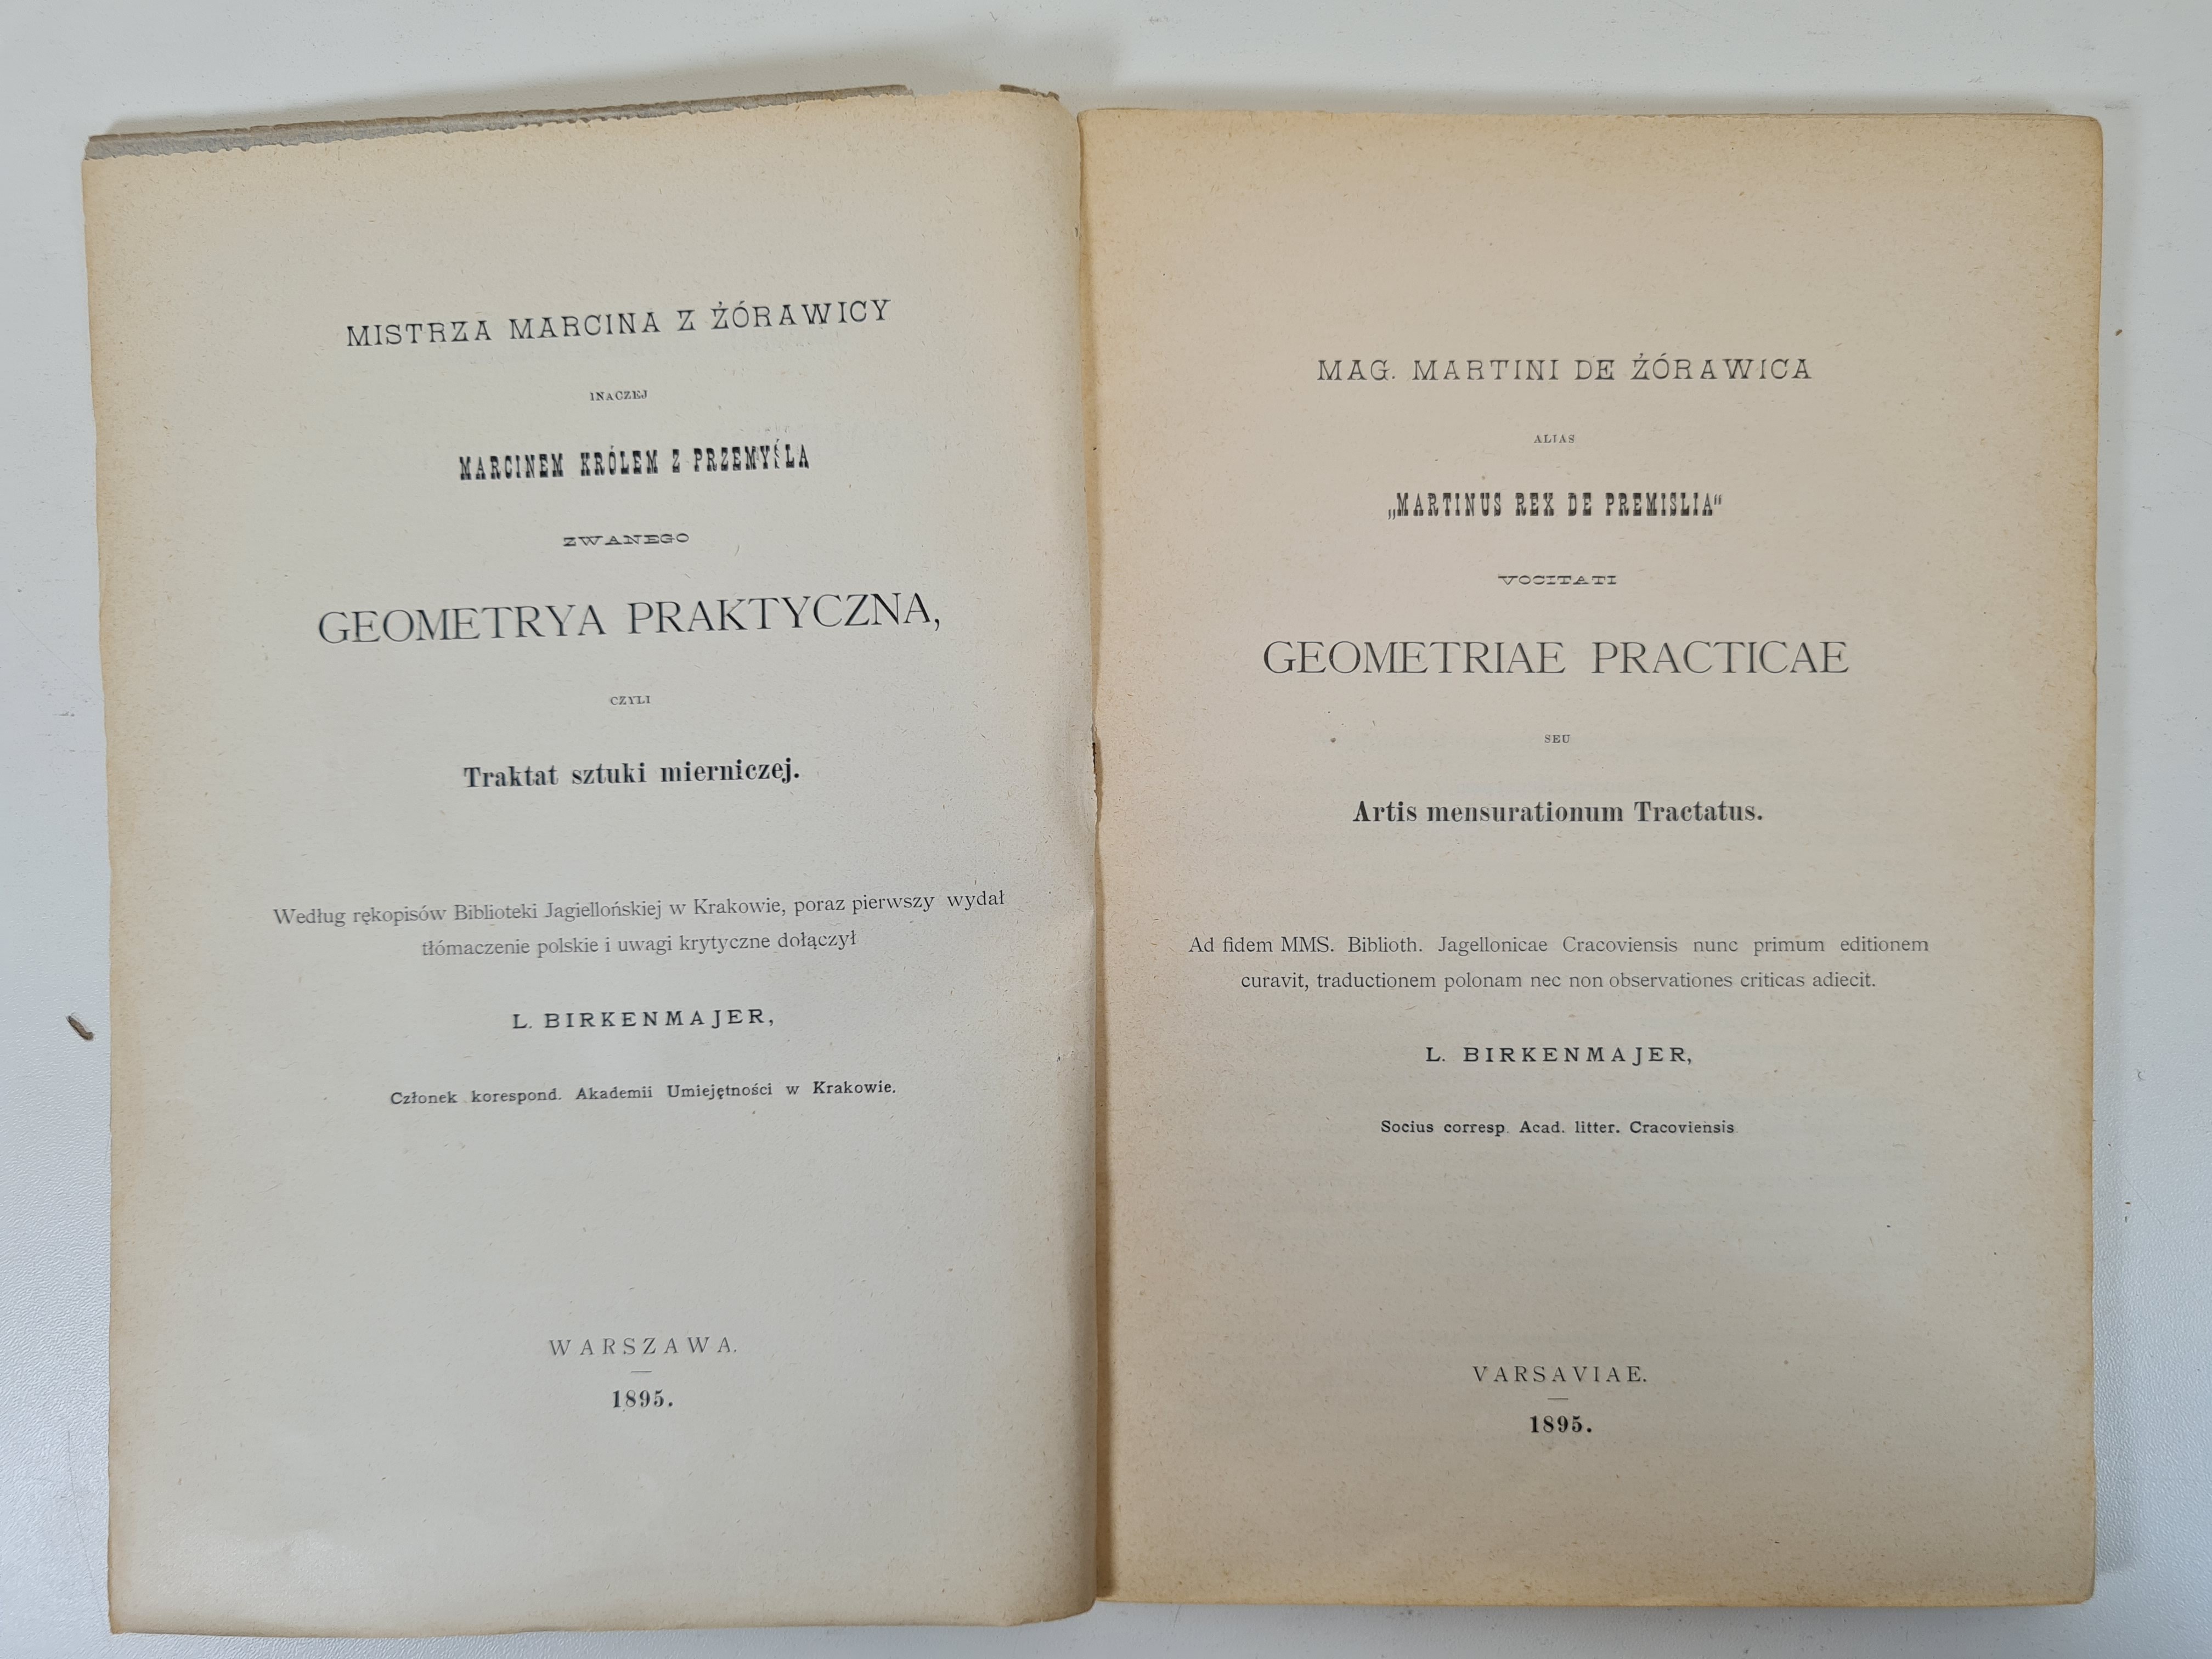 MISTRZA MARCINA Z ŻÓRAWICY
INACZEJ
MARCINEM KRÓLEM Z PRZEMYŚLA
ZWANEGO
GEOMETRYA PRAKTYCZNA,
CZYLI
Traktat sztuki mierniczej.
Według rękopisów Biblioteki Jagiellońskiej w Krakowie, poraz pierwszy wydał
tłómaczenie polskie i uwagi krytyczne dołączył
L. BIRKENMAJER,
Członek korespond. Akademii Umiejętności w Krakowie.
WARSZAWA.
1895.
MAG. MARTINI DE ŻÓRAWICA
ALIAS
„MARTINUS REX DE PREMISLIA“
VOCITATI
GEOMETRIAE PRACTICAE
SEU
Artis mensurationum Tractatus.
Ad fidem MMS. Biblioth. Jagellonicae Cracoviensis nunc primum editionem
curavit, traductionem polonam nec non observationes criticas adiecit.
L. BIRKENMAJER,
Socius corresp. Acad. litter. Cracoviensis
VARSAVIAE.
1895.